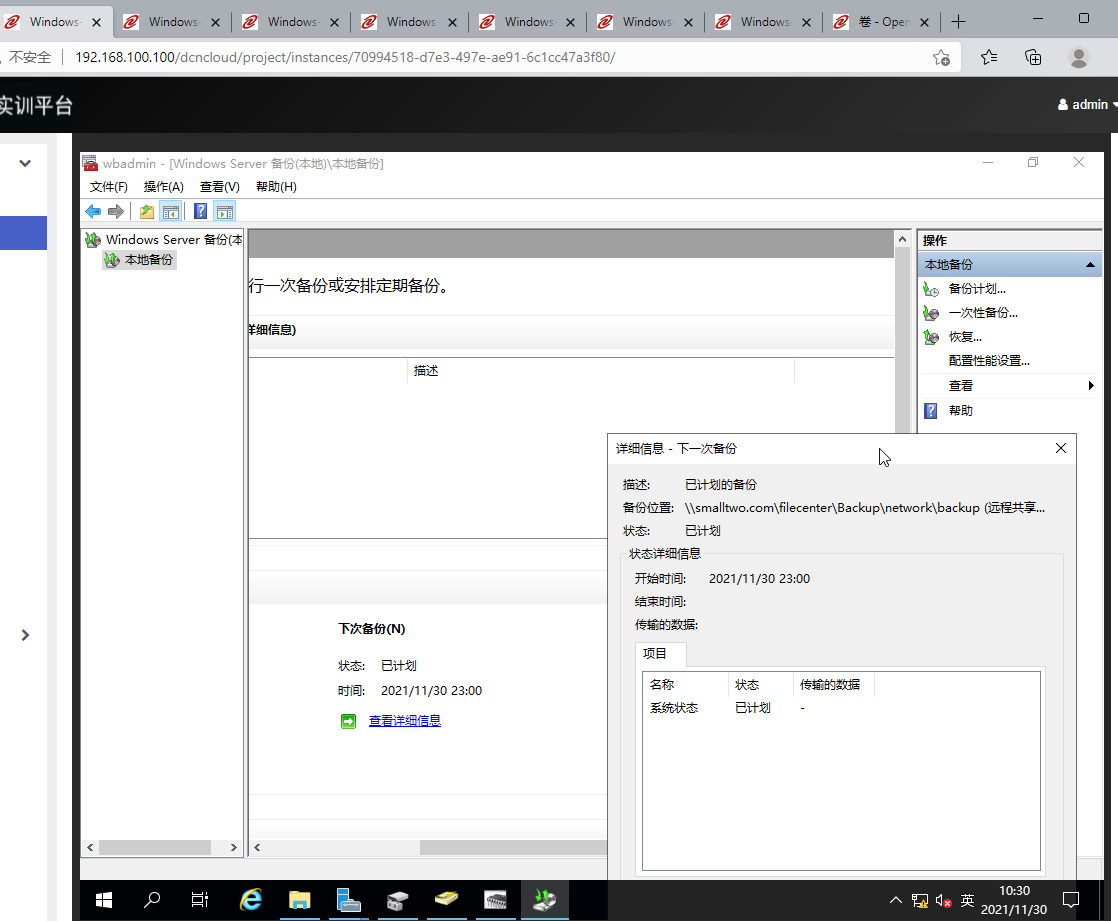 Windows-
Windows-
Windows-
Windows-
Windows-
Windows-
Windows-
卷 - Open
不安全
192.168.100.100/dcncloud/project/instances/70994518-d7e3-497e-ae91-6c1cc47a3f80/
实训平台
admin
wbadmin - [Windows Server 备份(本地)\本地备份]
文件(F) 操作(A) 查看(V) 帮助(H)
Windows Server 备份(本
本地备份
行一次备份或安排定期备份。
详细信息)
描述
操作
本地备份
备份计划...
一次性备份...
恢复...
配置性能设置...
查看
帮助
下次备份(N)
状态: 已计划
时间: 2021/11/30 23:00
查看详细信息
详细信息 - 下一次备份
描述: 已计划的备份
备份位置: \\smalltwo.com\filecenter\Backup\network\backup (远程共享...
状态: 已计划
状态详细信息
开始时间: 2021/11/30 23:00
结束时间:
传输的数据:
项目
名称 状态 传输的数据
系统状态 已计划 -
英
10:30
2021/11/30